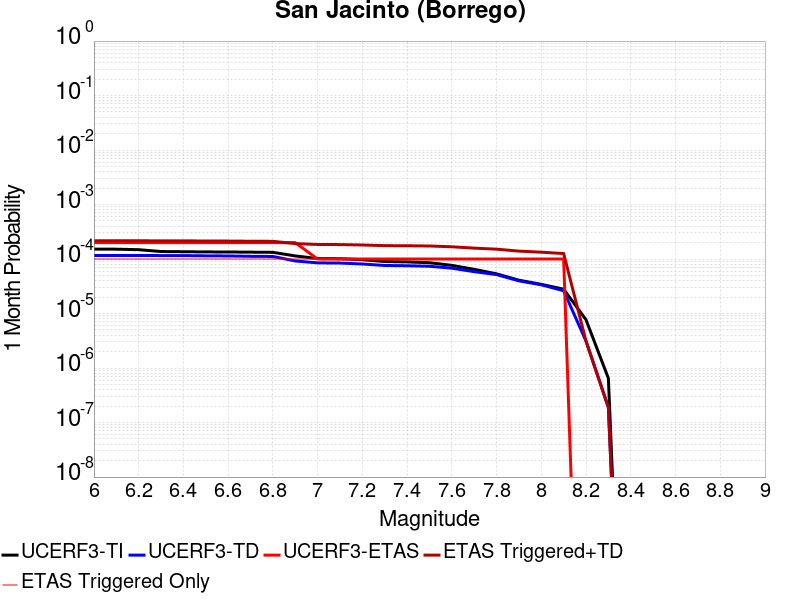 San Jacinto (Borrego)
10^0
10^-1
10^-2
10^-3
10^-4
10^-5
10^-6
10^-7
10^-8
1 Month Probability
6 6.2 6.4 6.6 6.8 7 7.2 7.4 7.6 7.8 8 8.2 8.4 8.6 8.8 9
Magnitude
UCERF3-TI UCERF3-TD UCERF3-ETAS ETAS Triggered+TD
ETAS Triggered Only